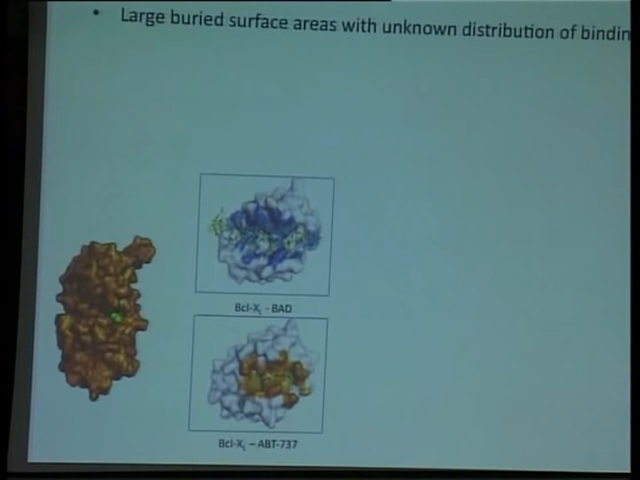 • Large buried surface areas with unknown distribution of bindin
Bcl-XL - BAD
Bcl-XL – ABT-737